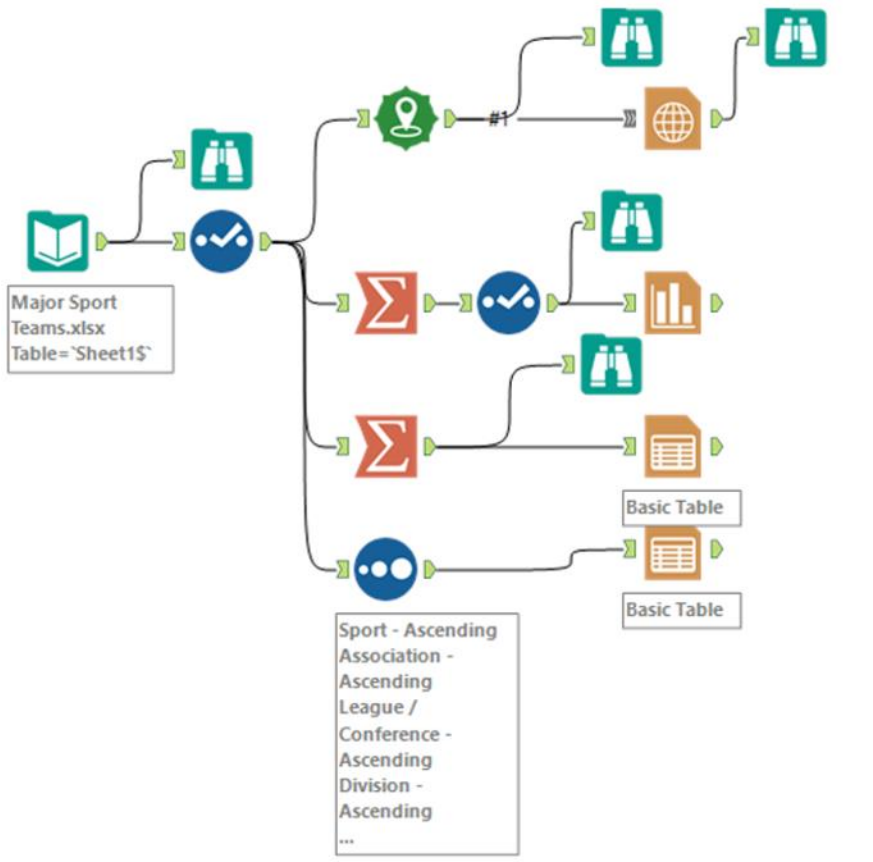 #1
Major Sport
Teams.xlsx
Table=`Sheet1$`
Basic Table
Basic Table
Sport - Ascending
Association -
Ascending
League /
Conference -
Ascending
Division -
Ascending
...